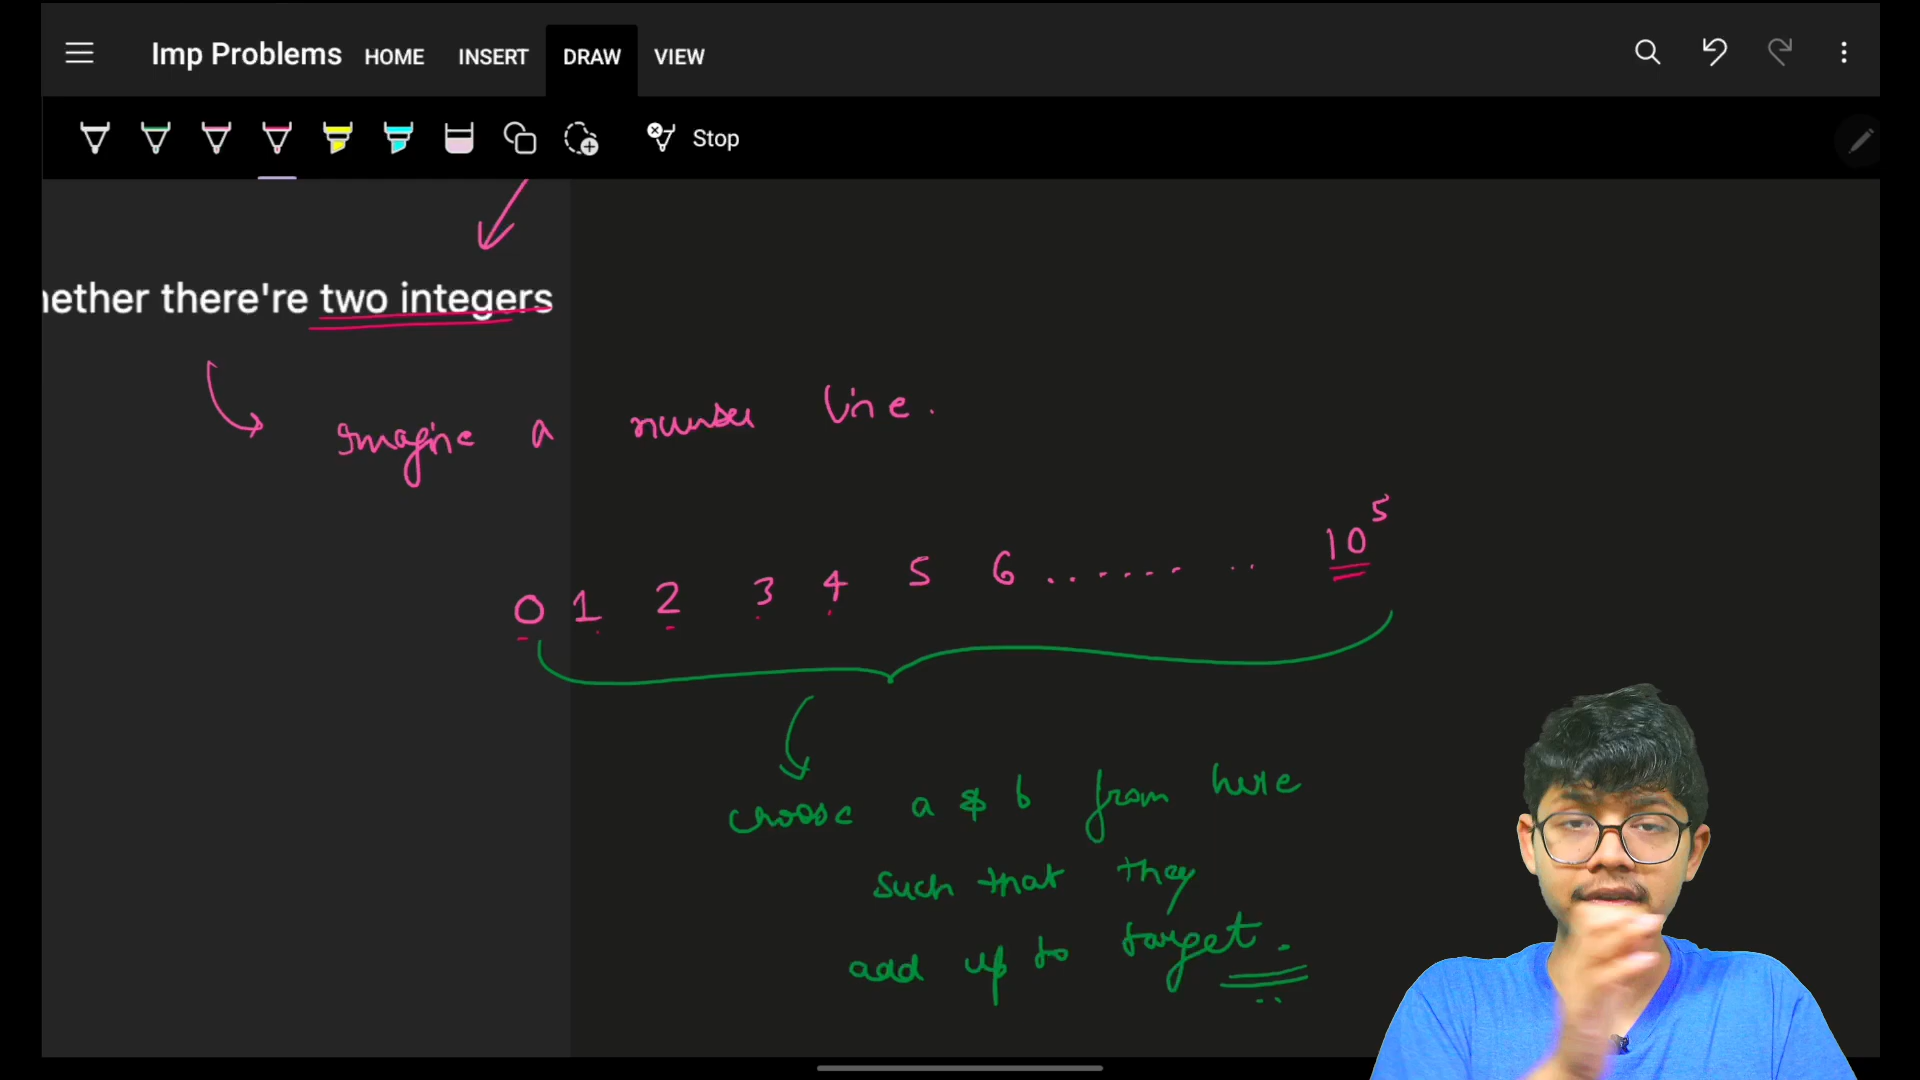 Imp Problems HOME INSERT DRAW VIEW
Stop
hether there're two integers
Imagine a number line.
0 1 2 3 4 5 6 ......... 10^5
choose a & b from here
such that they
add up to target.